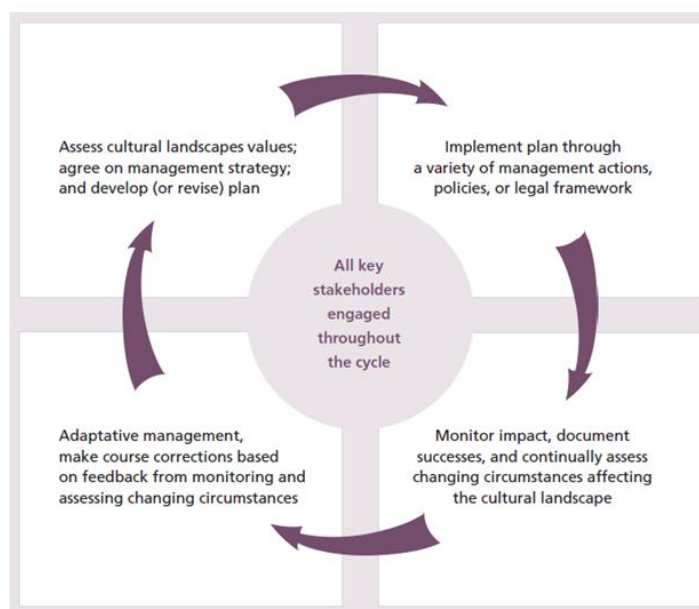 Assess cultural landscapes values;
agree on management strategy;
and develop (or revise) plan
Implement plan through
a variety of management actions,
policies, or legal framework
All key
stakeholders
engaged
throughout
the cycle
Adaptative management,
make course corrections based
on feedback from monitoring and
assessing changing circumstances
Monitor impact, document
successes, and continually assess
changing circumstances affecting
the cultural landscape